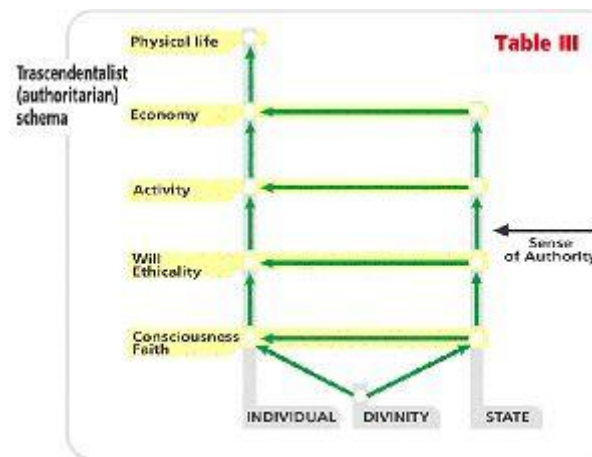 Physical life
Table III
Trascendentalist
(authoritarian)
schema
Economy
Activity
Sense
of Authority
Will
Ethicality
Consciousness
Faith
INDIVIDUAL
DIVINITY
STATE